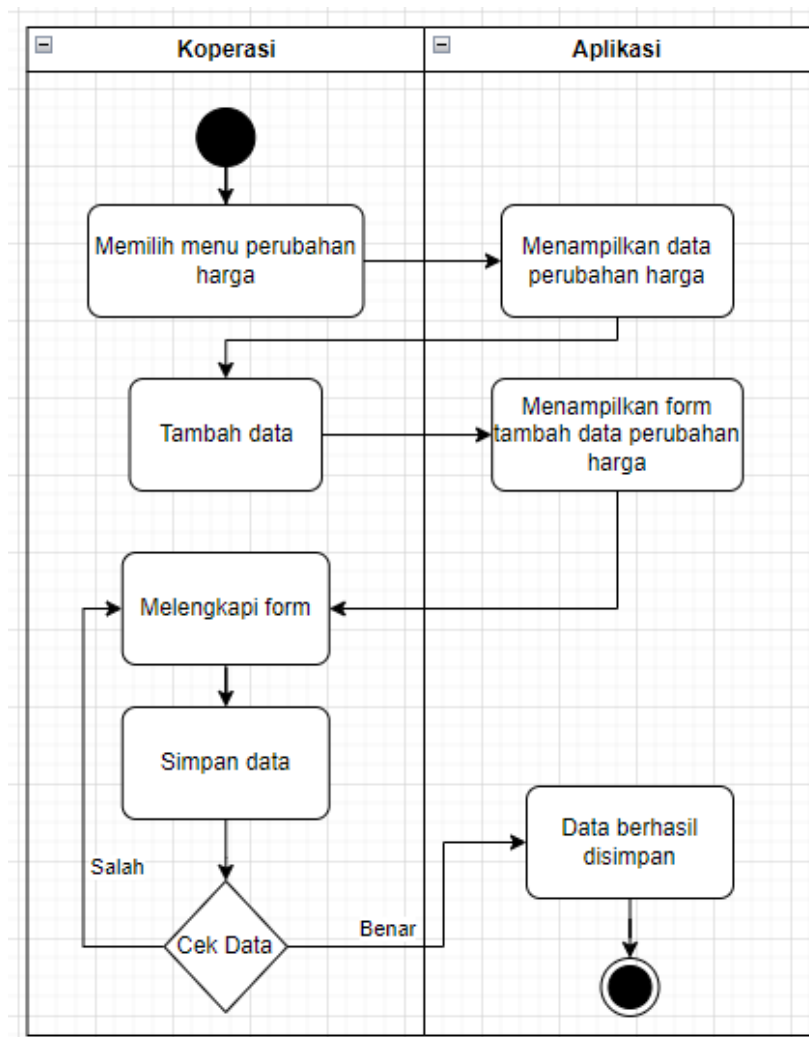 Koperasi
Aplikasi
Memilih menu perubahan
harga
Menampilkan data
perubahan harga
Tambah data
Menampilkan form
tambah data perubahan
harga
Melengkapi form
Simpan data
Data berhasil
disimpan
Salah
Cek Data
Benar